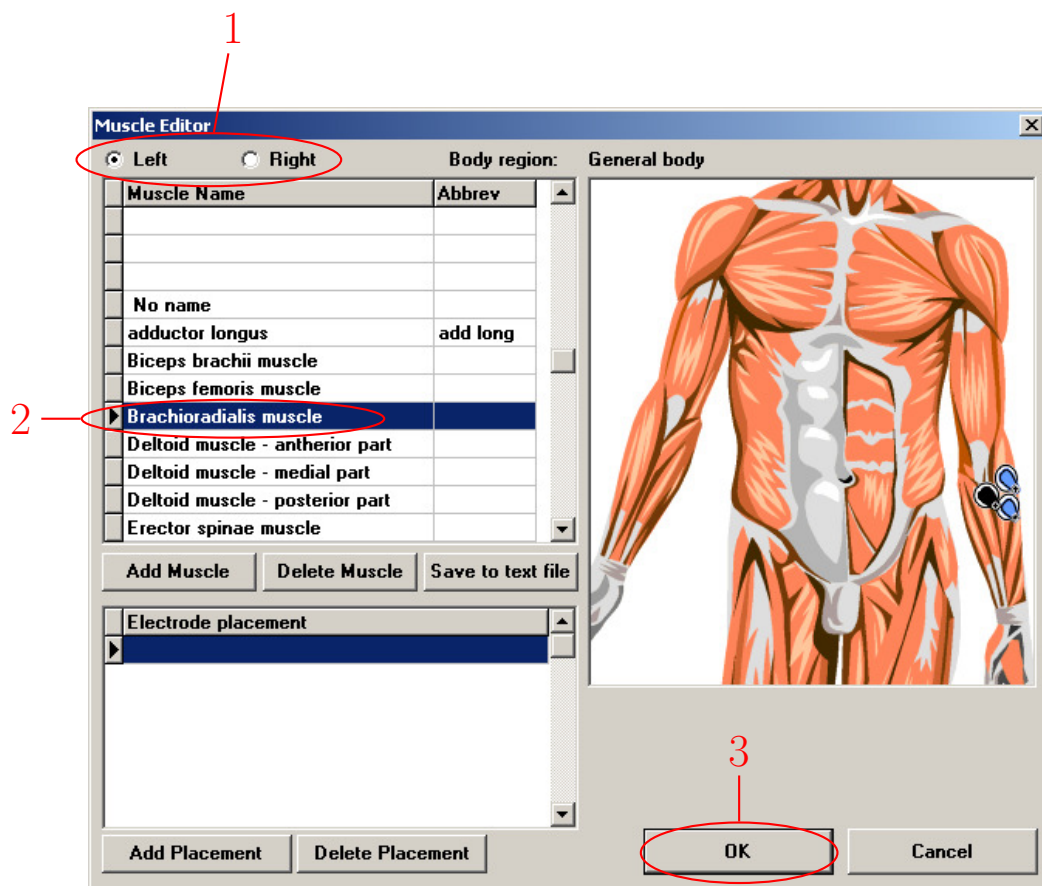 1
Muscle Editor
Left Right Body region: General body
Muscle Name Abbrev
No name
adductor longus add long
Biceps brachii muscle
Biceps femoris muscle
2 Brachioradialis muscle
Deltoid muscle - antherior part
Deltoid muscle - medial part
Deltoid muscle - posterior part
Erector spinae muscle
Add Muscle Delete Muscle Save to text file
Electrode placement
3
Add Placement Delete Placement OK Cancel